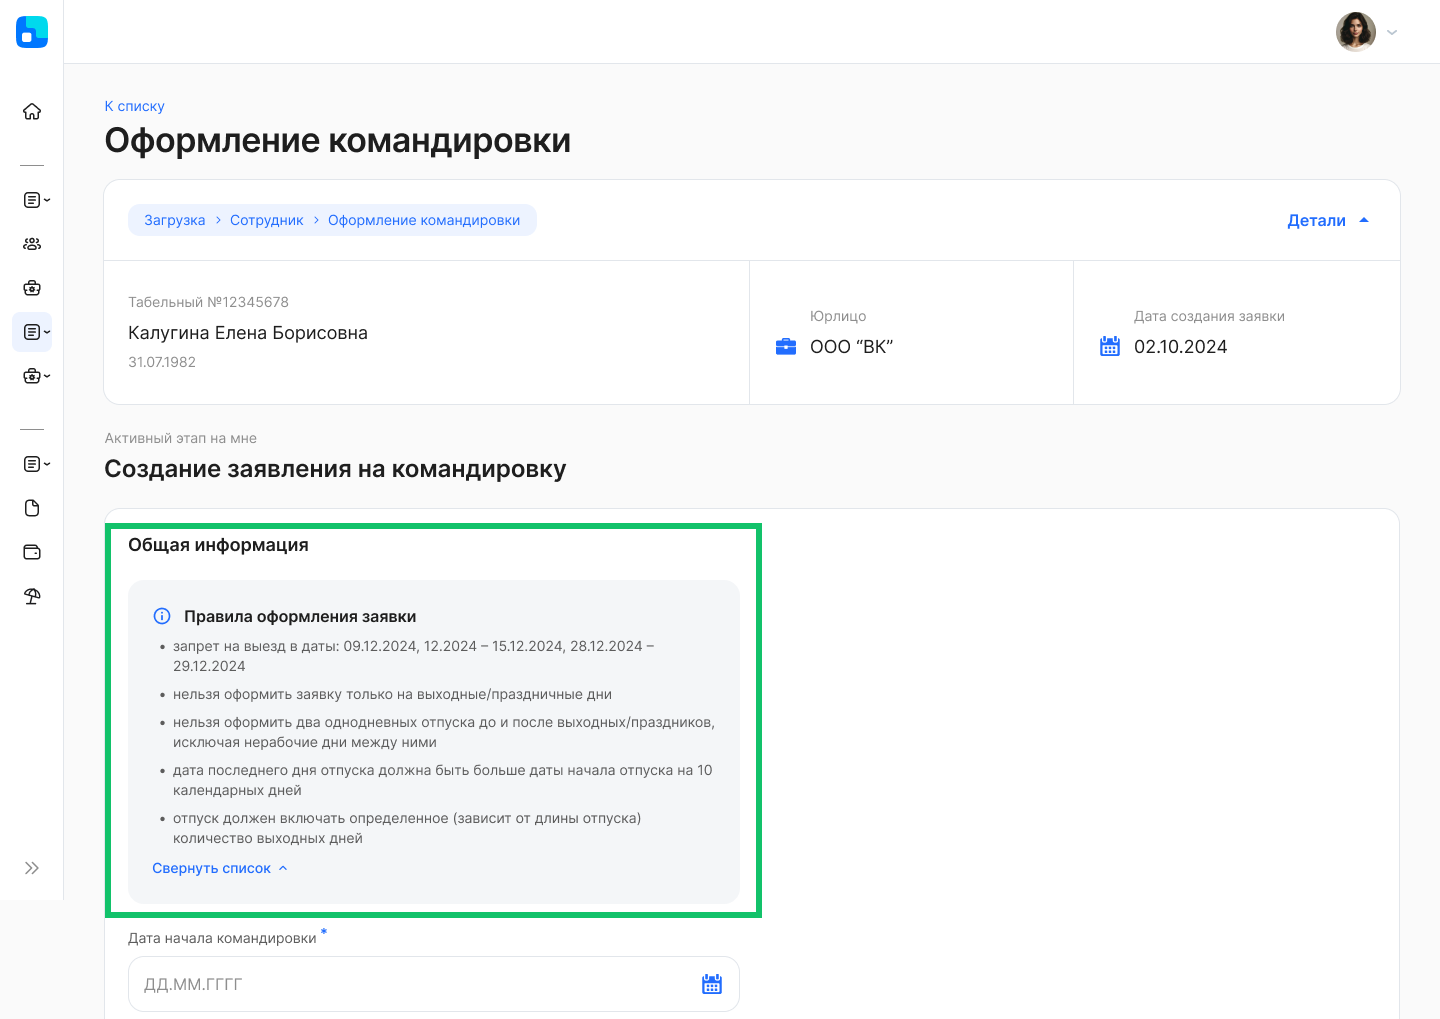 К списку
Оформление командировки
Загрузка > Сотрудник > Оформление командировки
Детали
Табельный №12345678
Калугина Елена Борисовна
31.07.1982
Юрлицо
ООО “ВК”
Дата создания заявки
02.10.2024
Активный этап на мне
Создание заявления на командировку
Общая информация
Правила оформления заявки
• запрет на выезд в даты: 09.12.2024, 12.2024 – 15.12.2024, 28.12.2024 –
29.12.2024
• нельзя оформить заявку только на выходные/праздничные дни
• нельзя оформить два однодневных отпуска до и после выходных/праздников,
исключая нерабочие дни между ними
• дата последнего дня отпуска должна быть больше даты начала отпуска на 10
календарных дней
• отпуск должен включать определенное (зависит от длины отпуска)
количество выходных дней
Свернуть список
Дата начала командировки *
ДД.ММ.ГГГГ